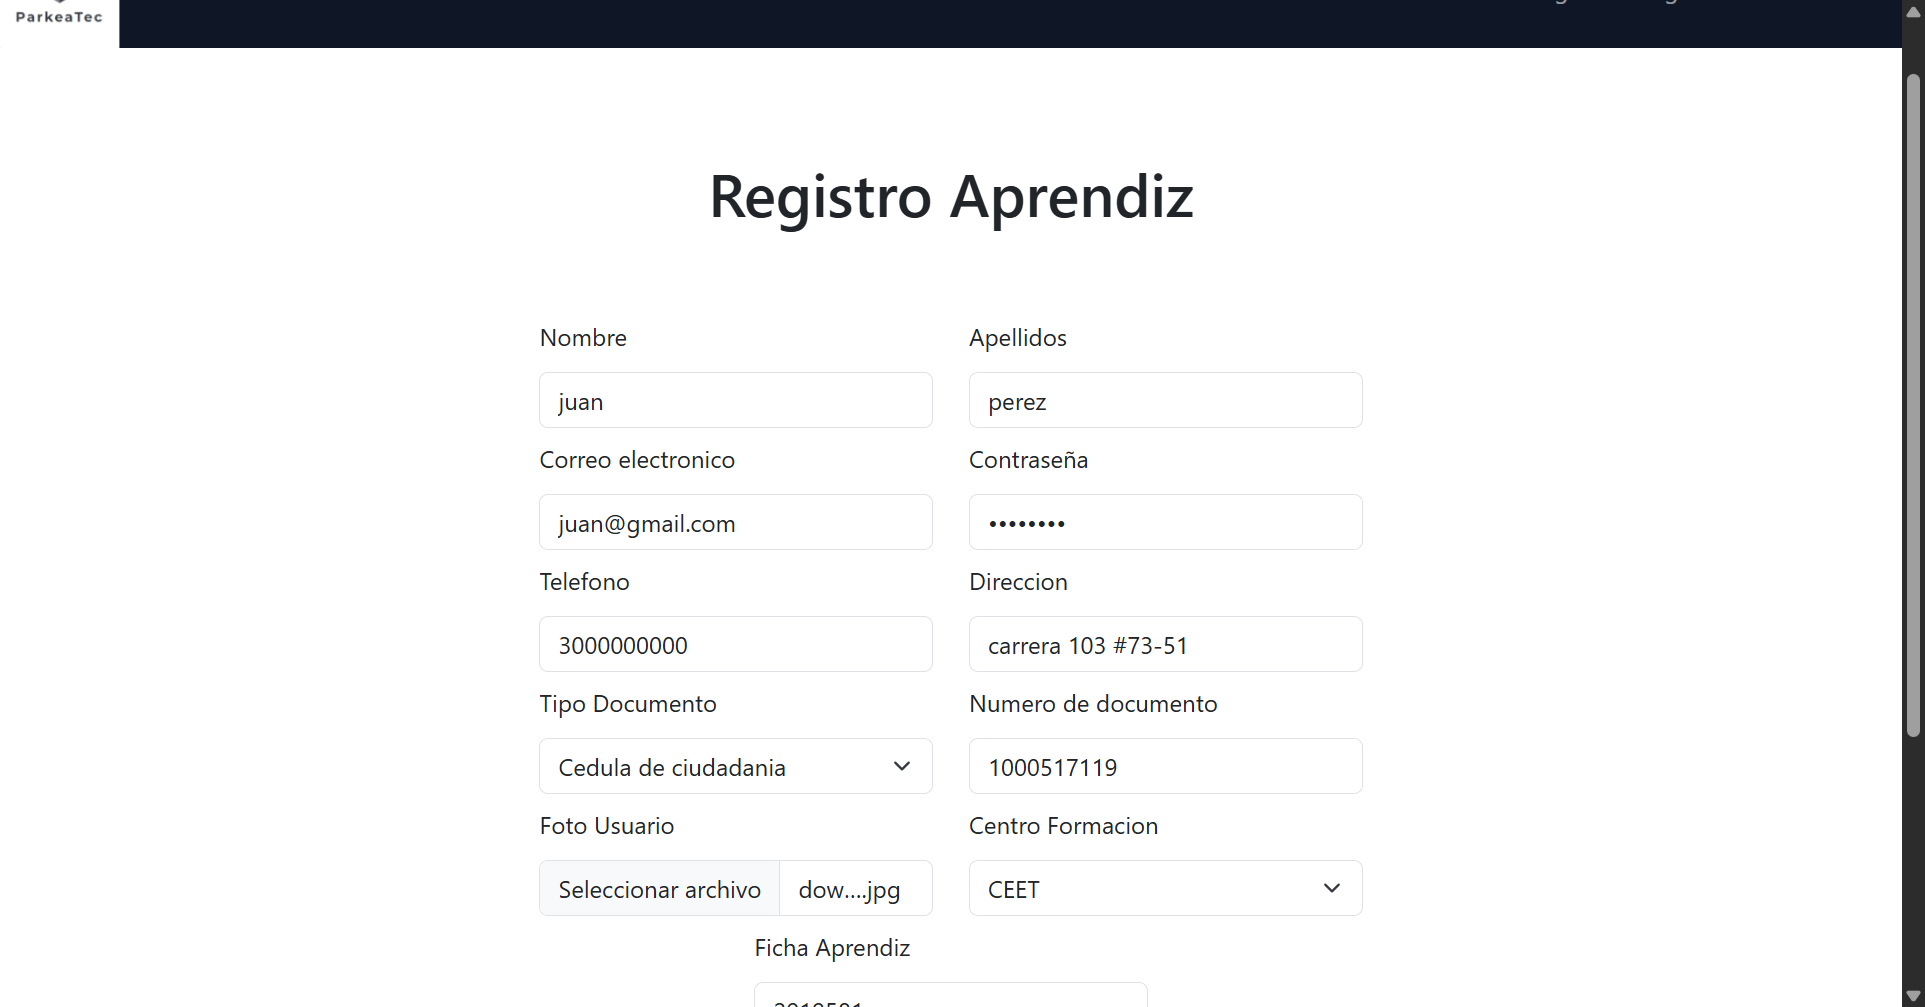 ParkeaTec
Registro Aprendiz
Nombre
Apellidos
juan
perez
Correo electronico
Contraseña
juan@gmail.com
••••••••
Telefono
Direccion
3000000000
carrera 103 #73-51
Tipo Documento
Numero de documento
Cedula de ciudadania
1000517119
Foto Usuario
Centro Formacion
Seleccionar archivo
dow....jpg
CEET
Ficha Aprendiz